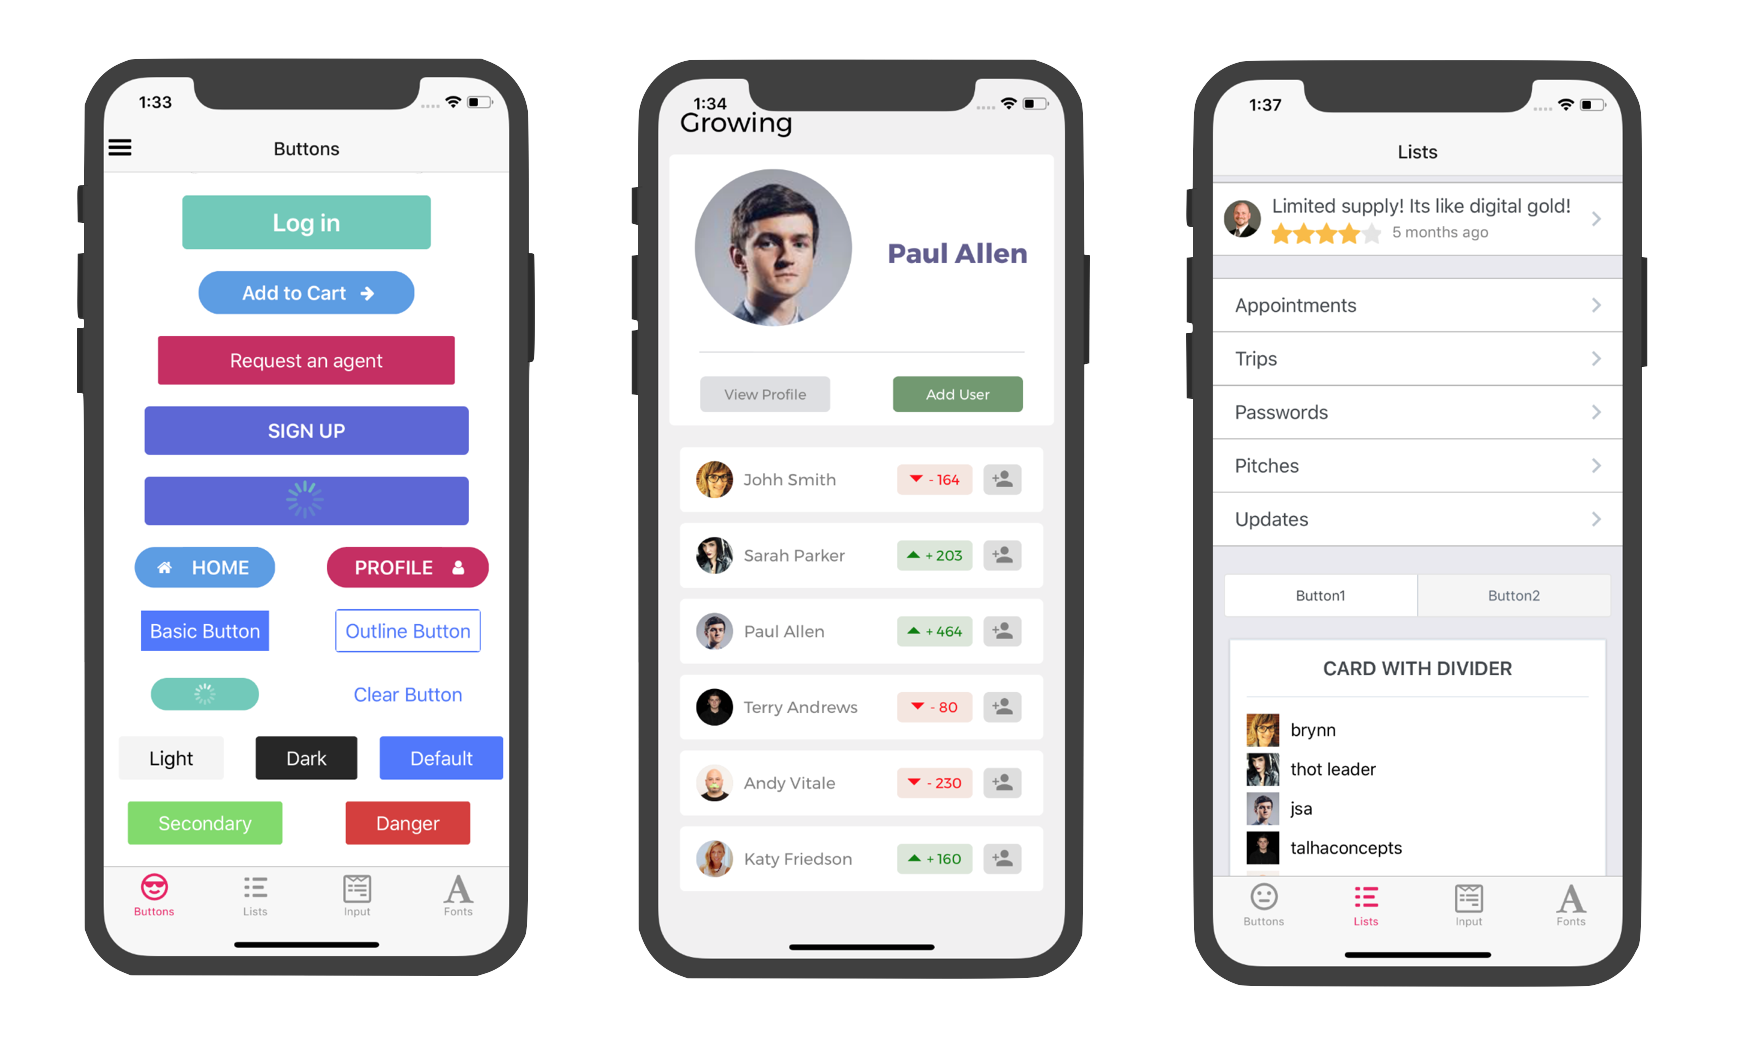 1:33
Buttons
Log in
Add to Cart
Request an agent
SIGN UP
HOME PROFILE
Basic Button Outline Button
Clear Button
Light Dark Default
Secondary Danger
Buttons Lists Input Fonts
1:34
Growing
Paul Allen
View Profile Add User
Johh Smith - 164
Sarah Parker + 203
Paul Allen + 464
Terry Andrews - 80
Andy Vitale - 230
Katy Friedson + 160
1:37
Lists
Limited supply! Its like digital gold!
5 months ago
Appointments
Trips
Passwords
Pitches
Updates
Button1 Button2
CARD WITH DIVIDER
brynn
thot leader
jsa
talhaconcepts
Buttons Lists Input Fonts